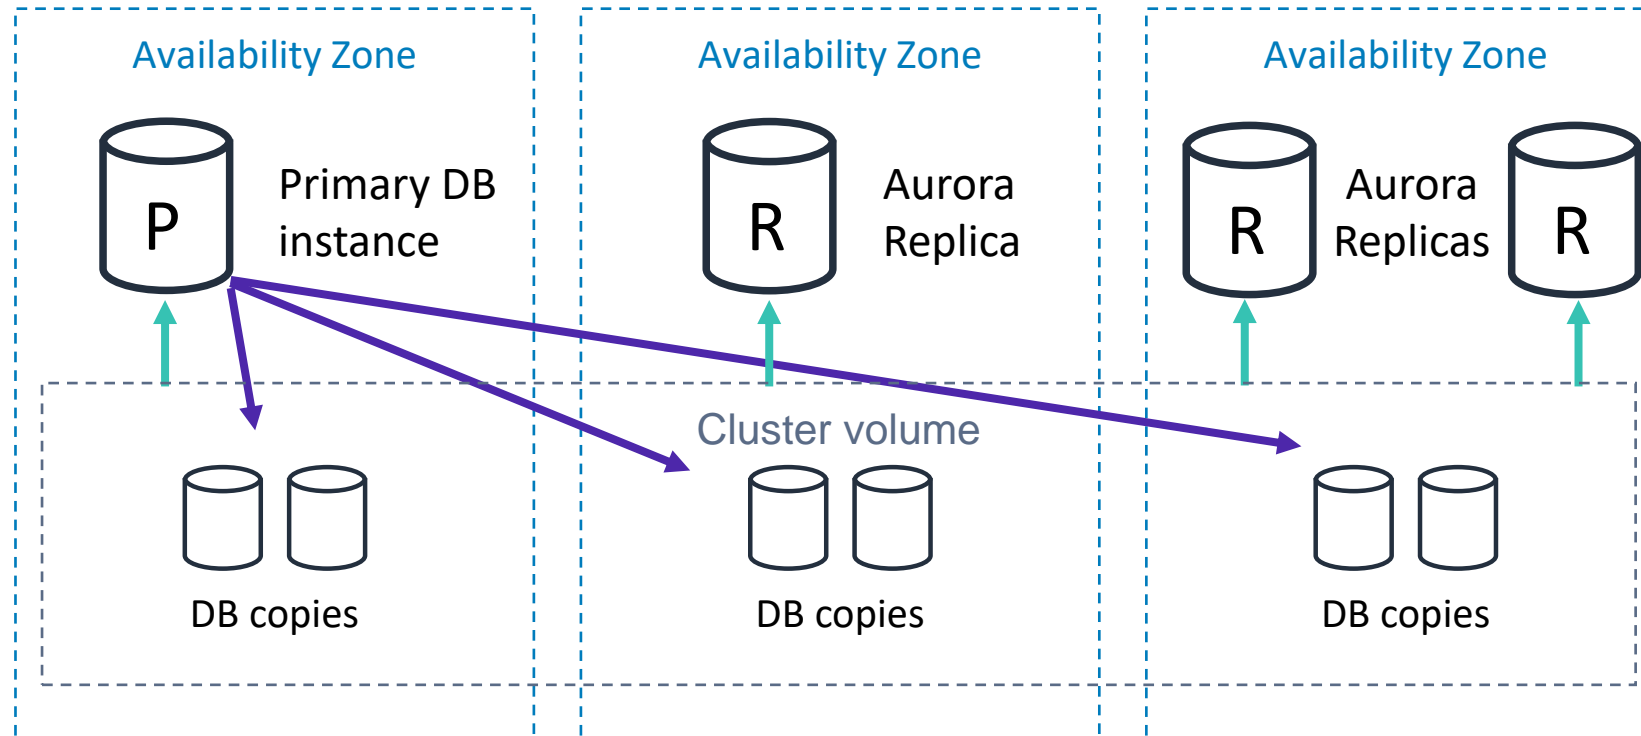 Availability Zone
Availability Zone
Availability Zone
P
Primary DB
instance
R
Aurora
Replica
R
Aurora
Replicas
R
Cluster volume
DB copies
DB copies
DB copies